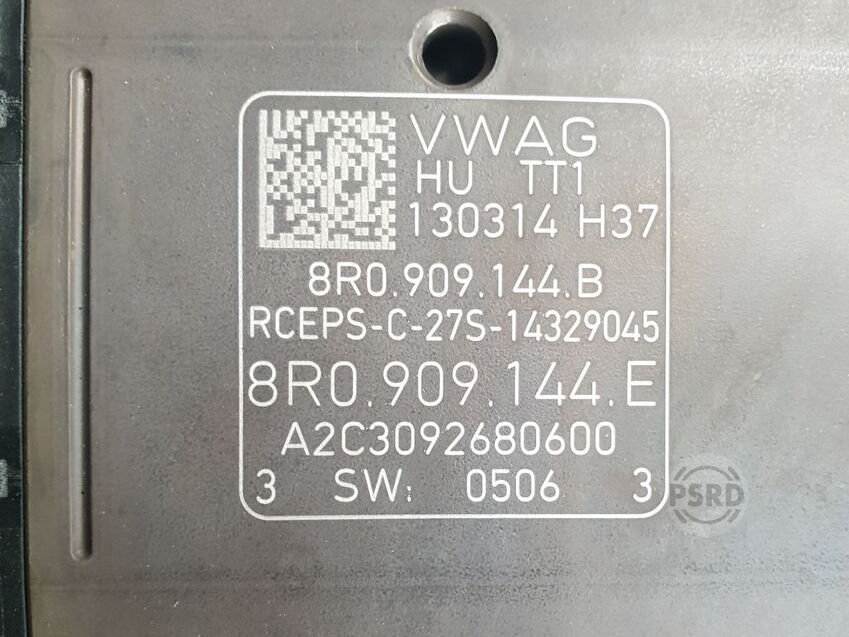 VWAG
HU TT1
130314 H37
8R0.909.144.B
RCEPS-C-27S-14329045
8R0.909.144.E
A2C3092680600
3 SW: 0506 3
PSRD